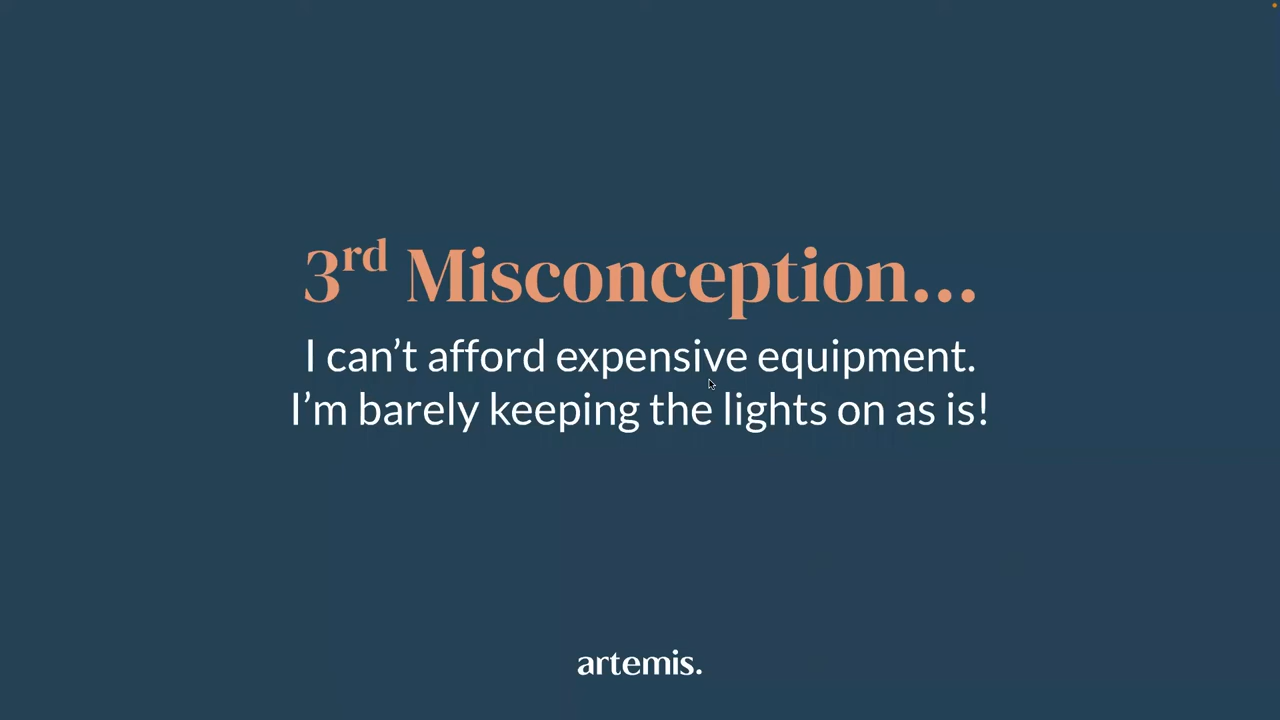 3rd Misconception...
I can’t afford expensive equipment.
I’m barely keeping the lights on as is!
artemis.